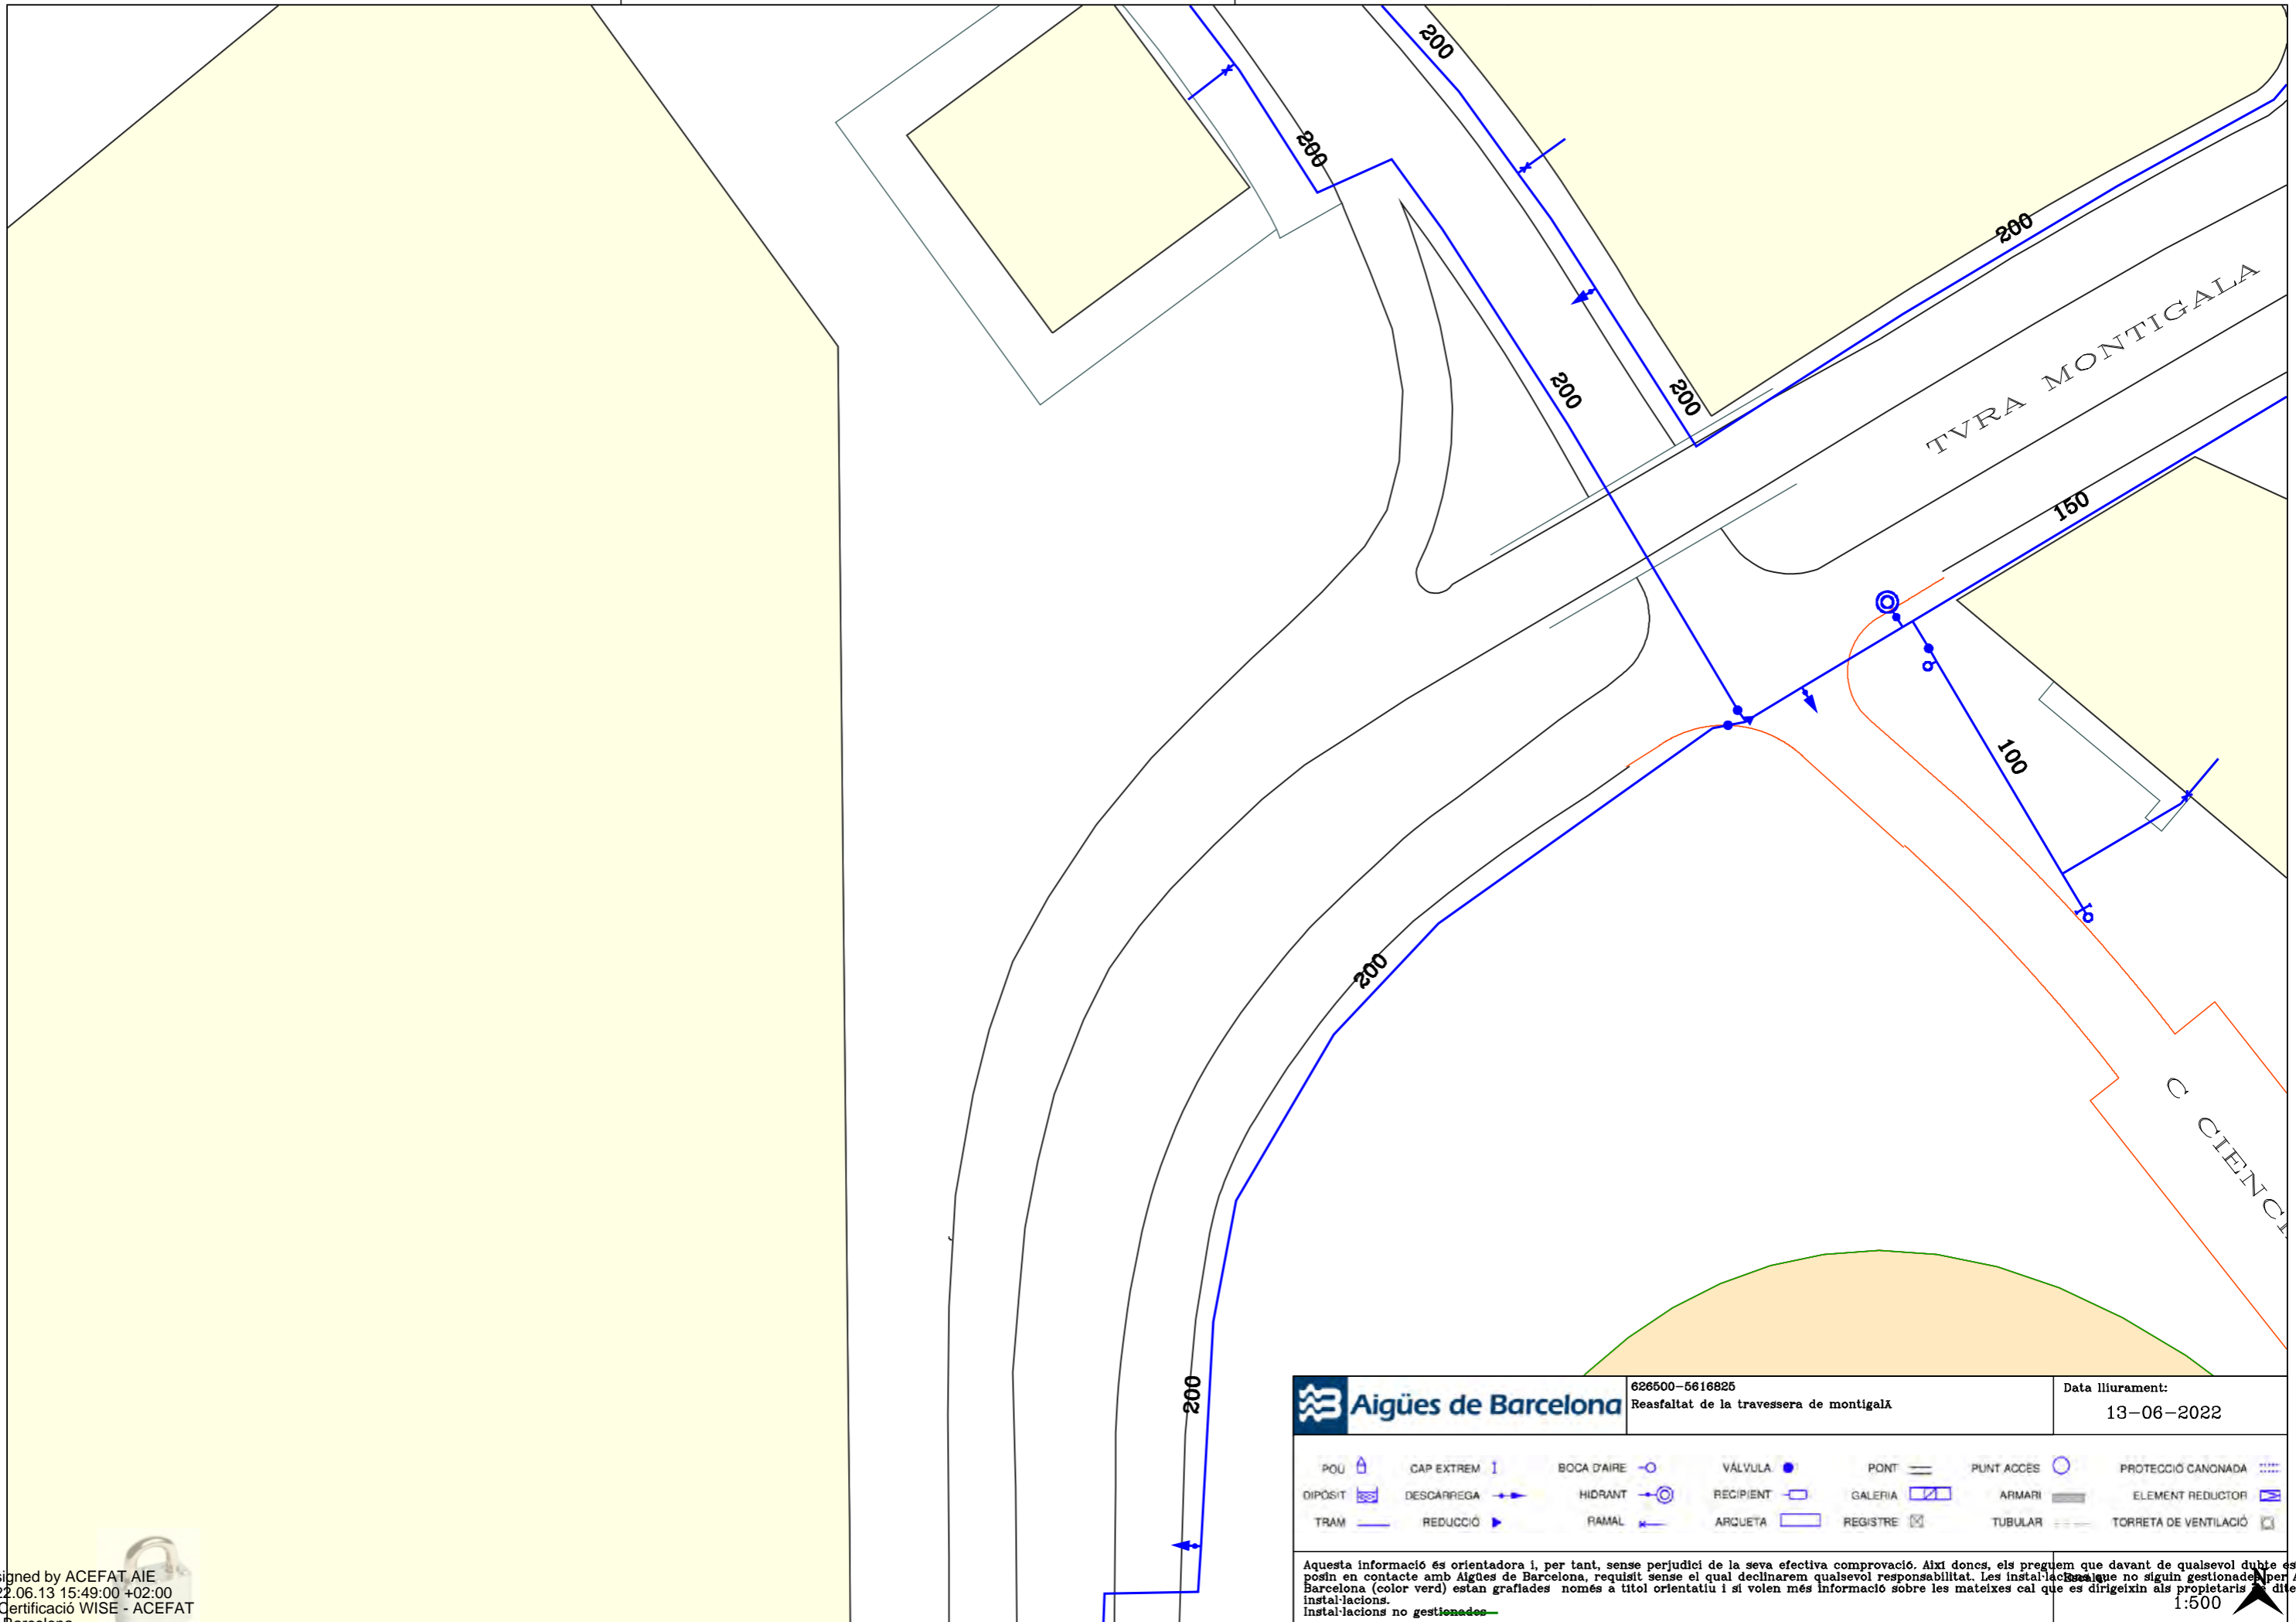 200
200
200
TVRA MONTIGALA
200
200
150
100
200
C CIENCI
200
Aigües de Barcelona
626500-5616825
Reasfaltat de la travessera de montigalÀ
Data lliurament:
13-06-2022
POU CAP EXTREM BOCA D'AIRE VÀLVULA PONT PUNT ACCÉS PROTECCIÓ CANONADA
DIPÒSIT DESCÀRREGA HIDRANT RECIPIENT GALERIA ARMARI ELEMENT REDUCTOR
TRAM REDUCCIÓ RAMAL ARQUETA REGISTRE TUBULAR TORRETA DE VENTILACIÓ
Aquesta informació és orientadora i, per tant, sense perjudici de la seva efectiva comprovació. Així doncs, els preguem que davant de qualsevol dubte es
posin en contacte amb Aigües de Barcelona, requisit sense el qual declinarem qualsevol responsabilitat. Les instal·lacions que no siguin gestionades per
Barcelona (color verd) estan grafiades només a títol orientatiu i si volen més informació sobre les mateixes cal que es dirigeixin als propietaris
instal·lacions.
Instal·lacions no gestionades
Escala:
1:500
N
igned by ACEFAT AIE
22.06.13 15:49:00 +02:00
Certificació WISE - ACEFAT
Barcelona